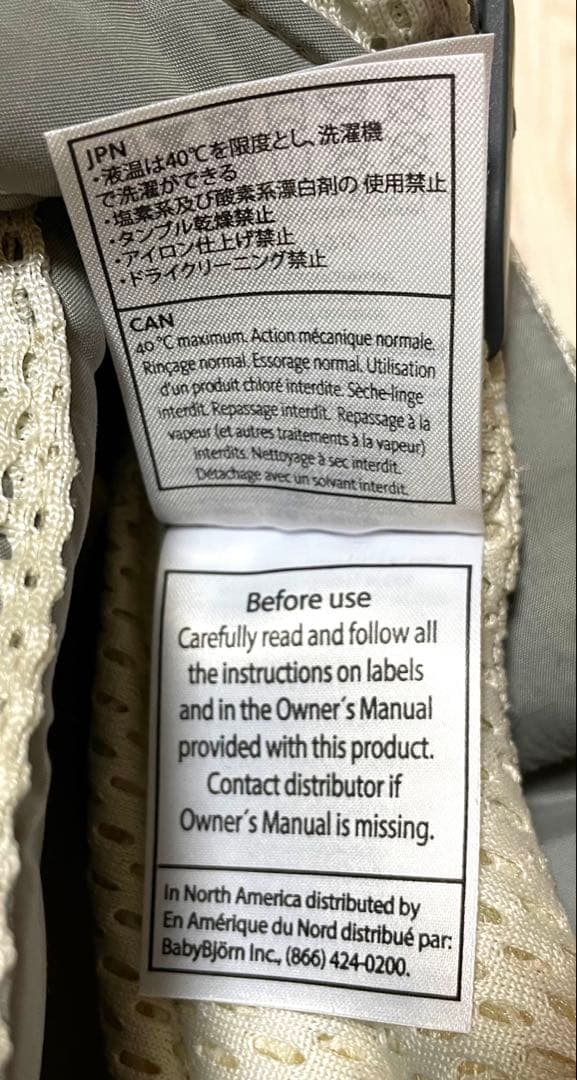 JPN
・液温は40℃を限度とし、洗濯機
で洗濯ができる
・塩素系及び酸素系漂白剤の 使用禁止
・タンブル乾燥禁止
・アイロン仕上げ禁止
・ドライクリーニング禁止
CAN
40 °C maximum. Action mécanique normale.
Rinçage normal. Essorage normal. Utilisation
d'un produit chloré interdite. Sèche-linge
interdit. Repassage interdit. Repassage à la
vapeur (et autres traitements à la vapeur)
interdits. Nettoyage à sec interdit.
Détachage avec un solvant interdit.
Before use
Carefully read and follow all
the instructions on labels
and in the Owner´s Manual
provided with this product.
Contact distributor if
Owner´s Manual is missing.
In North America distributed by
En Amérique du Nord distribué par:
BabyBjörn Inc., (866) 424-0200.